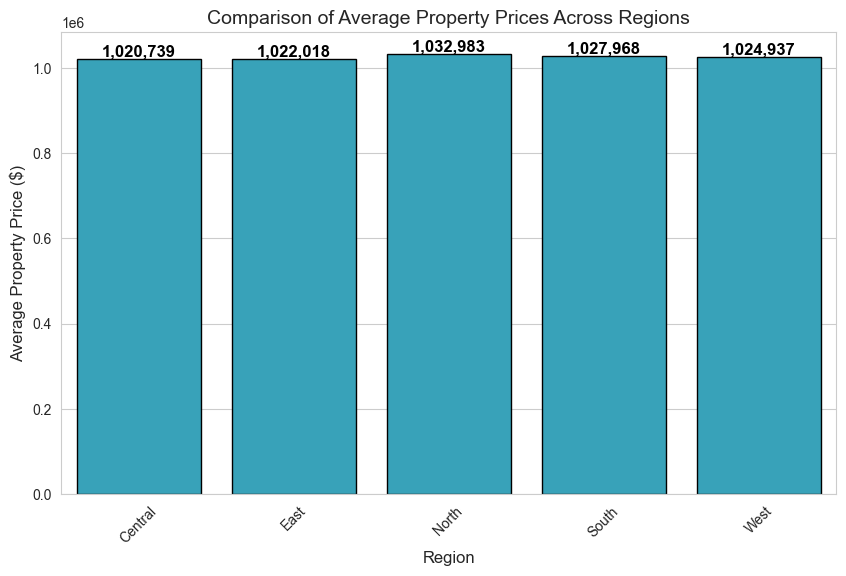 Comparison of Average Property Prices Across Regions
1e6
1,020,739
1,022,018
1,032,983
1,027,968
1,024,937
1.0
0.8
0.6
0.4
0.2
0.0
Average Property Price ($)
Central
East
North
South
West
Region